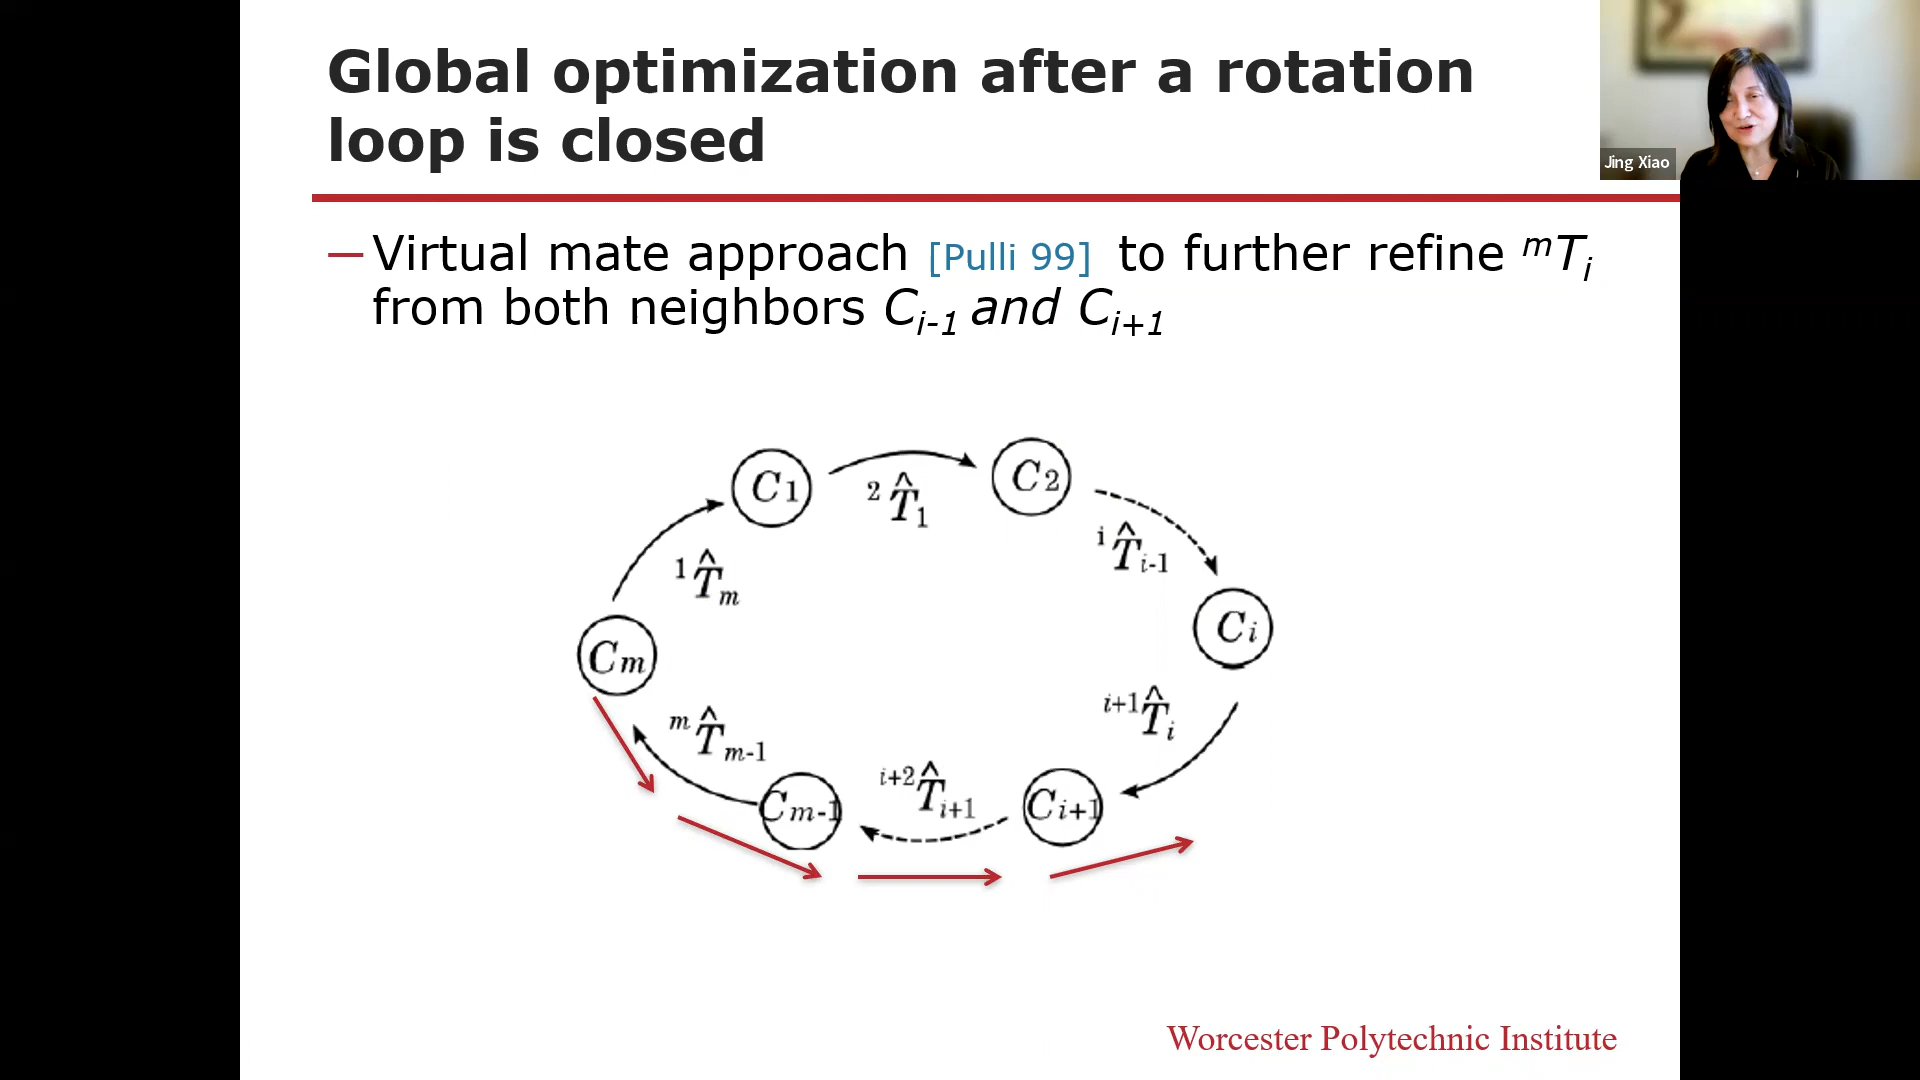 Global optimization after a rotation
loop is closed
Jing Xiao
— Virtual mate approach [Pulli 99] to further refine ᵐTᵢ
from both neighbors Cᵢ₋₁ and Cᵢ₊₁
C1
²T̂₁
C2
ⁱT̂ᵢ₋₁
¹T̂ₘ
Ci
Cm
ⁱ⁺¹T̂ᵢ
ᵐT̂ₘ₋₁
ⁱ⁺²T̂ᵢ₊₁
Cm-1
Ci+1
Worcester Polytechnic Institute